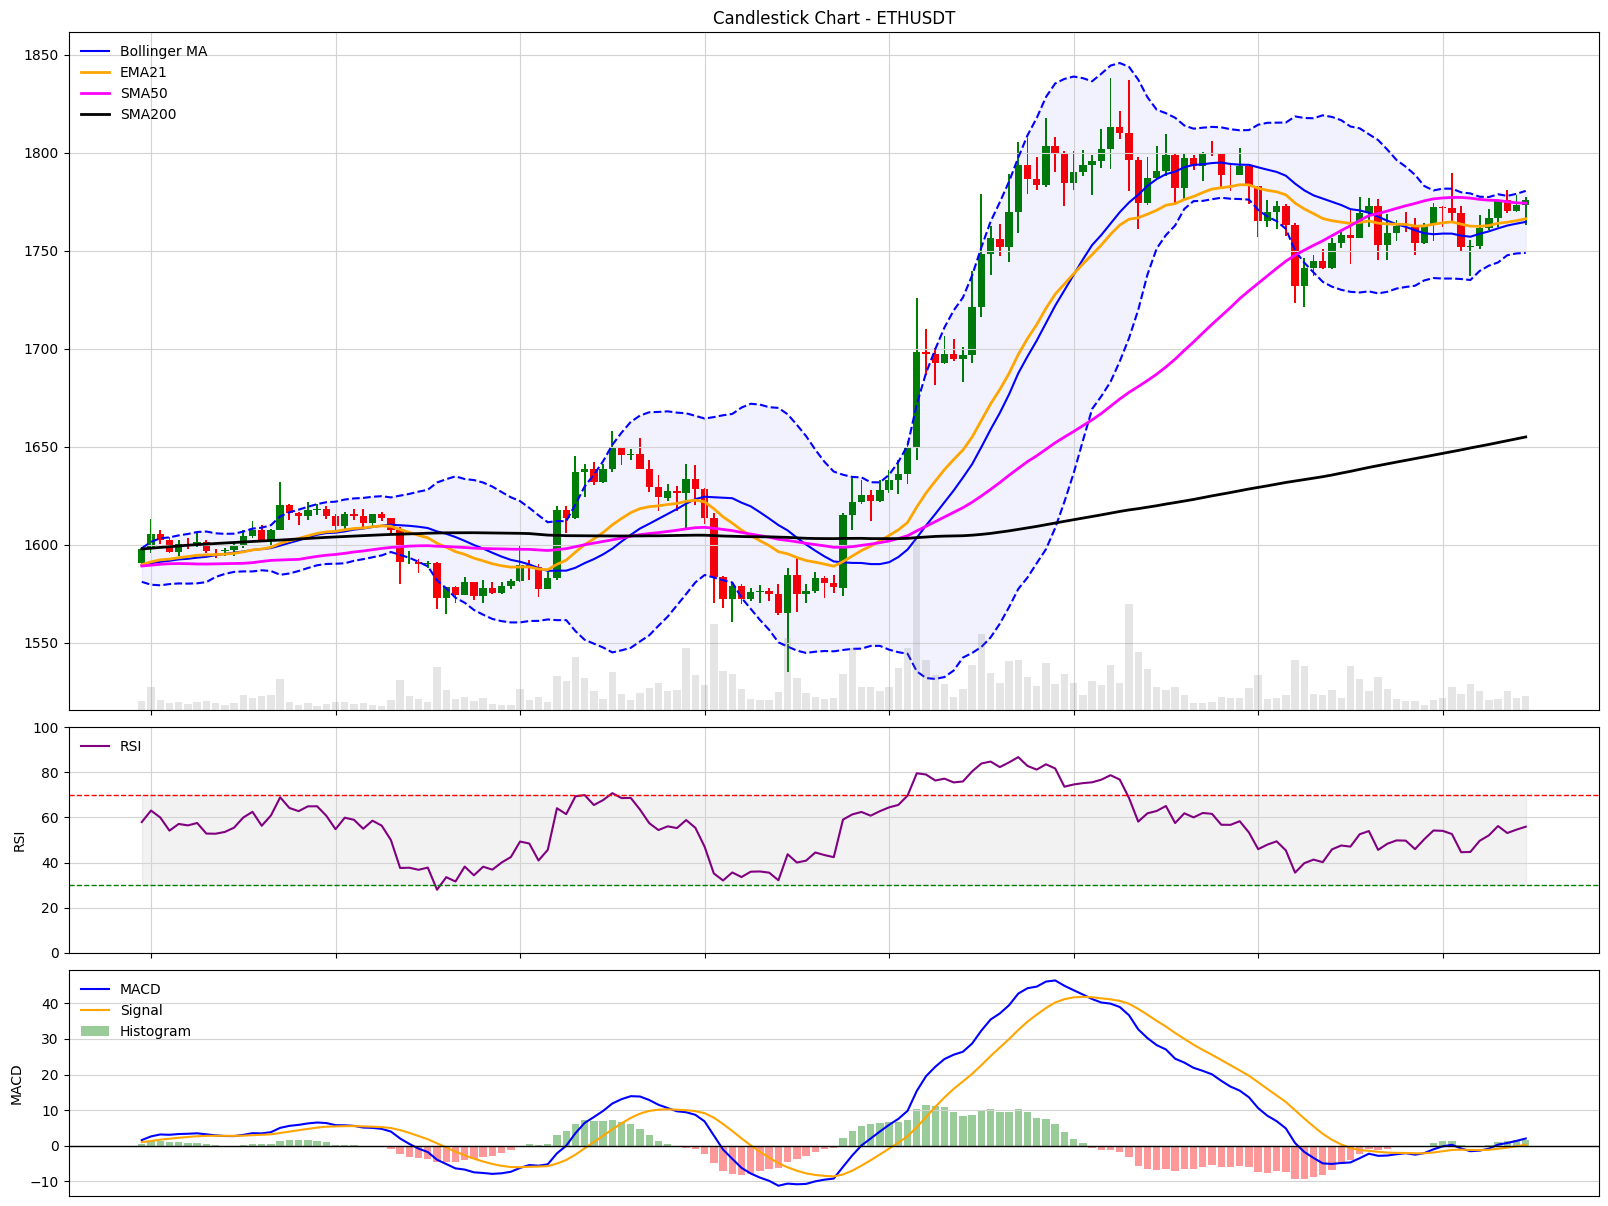 Candlestick Chart - ETHUSDT
1850
1800
1750
1700
1650
1600
1550
Bollinger MA
EMA21
SMA50
SMA200
100
80
60
40
20
0
RSI
RSI
40
30
20
10
0
−10
MACD
MACD
Signal
Histogram